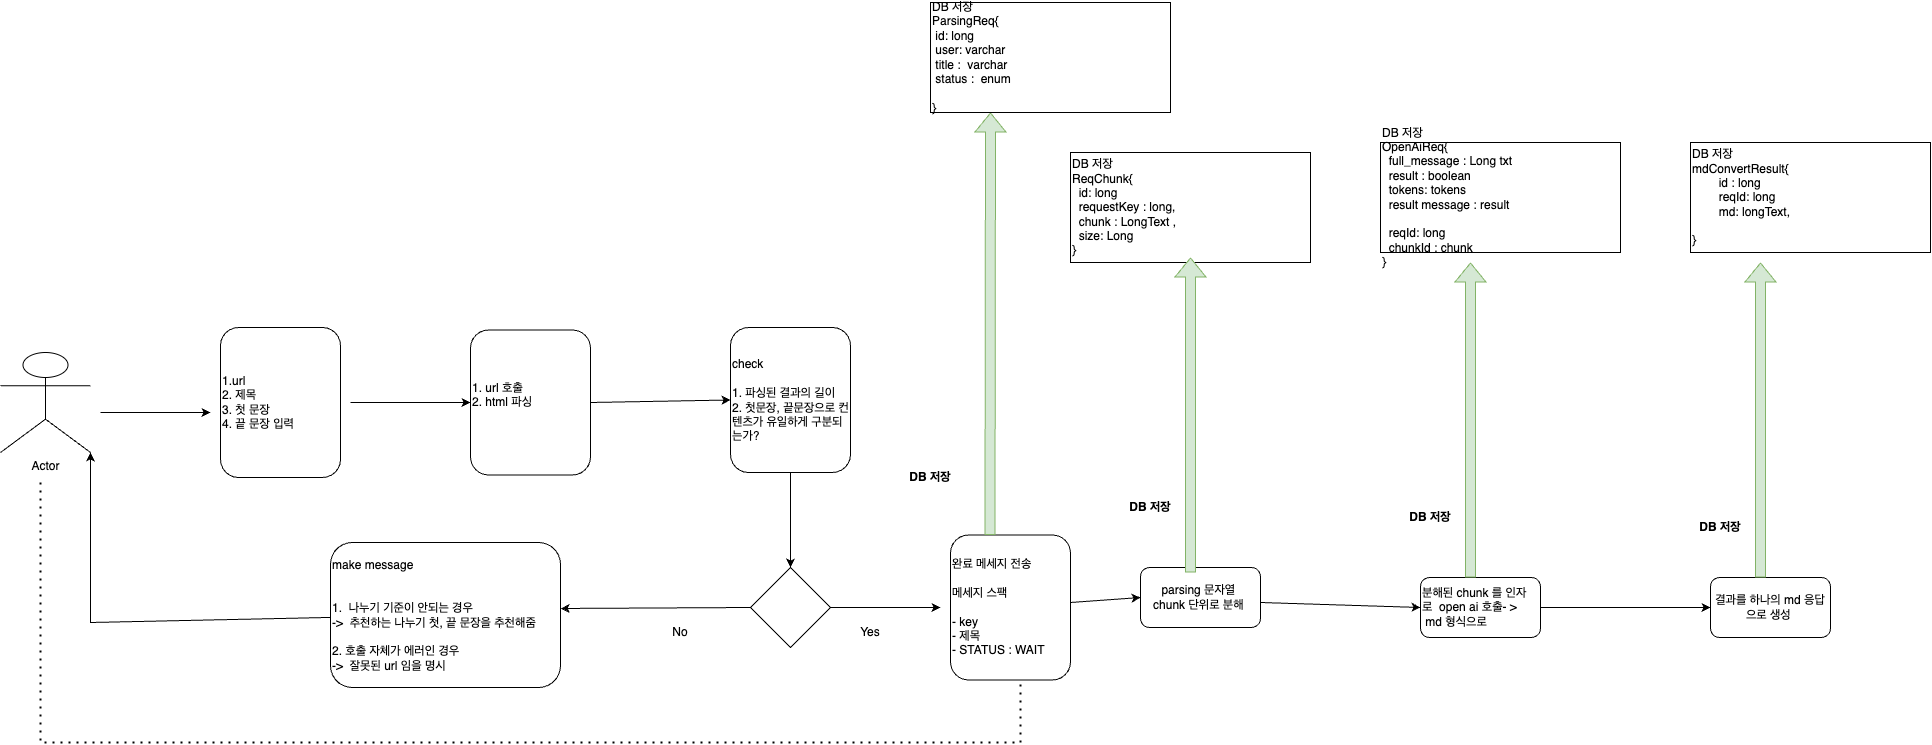 DB 저장
ParsingReq{
id: long
user: varchar
title : varchar
status : enum
}
DB 저장
ReqChunk{
id: long
requestKey : long,
chunk : LongText ,
size: Long
}
DB 저장
OpenAiReq{
full_message : Long txt
result : boolean
tokens: tokens
result message : result
reqId: long
chunkId : chunk
}
DB 저장
mdConvertResult{
id : long
reqId: long
md: longText,
}
Actor
1.url
2. 제목
3. 첫 문장
4. 끝 문장 입력
1. url 호출
2. html 파싱
check
1. 파싱된 결과의 길이
2. 첫문장, 끝문장으로 컨
텐츠가 유일하게 구분되
는가?
DB 저장
DB 저장
DB 저장
DB 저장
make message
1. 나누기 기준이 안되는 경우
-> 추천하는 나누기 첫, 끝 문장을 추천해줌
2. 호출 자체가 에러인 경우
-> 잘못된 url 임을 명시
No
Yes
완료 메세지 전송
메세지 스팩
- key
- 제목
- STATUS : WAIT
parsing 문자열
chunk 단위로 분해
분해된 chunk 를 인자
로 open ai 호출- >
md 형식으로
결과를 하나의 md 응답
으로 생성